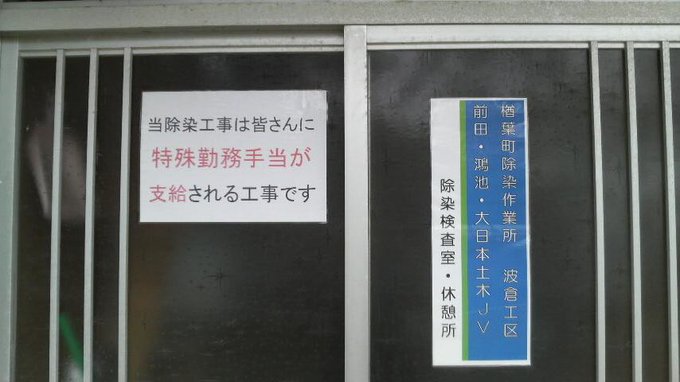 当除染工事は皆さんに
特殊勤務手当が
支給される工事です
楢葉町除染作業所 波倉工区
前田・鴻池・大日本土木JV
除染検査室・休憩所